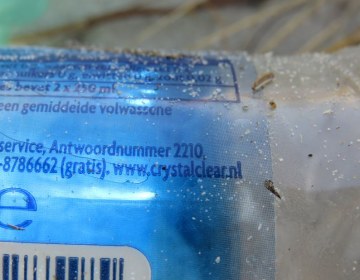 bevat 2 x 250 ml.
een gemiddelde volwassene
service, Antwoordnummer 2210,
-8786662 (gratis). www.crystalclear.nl
e